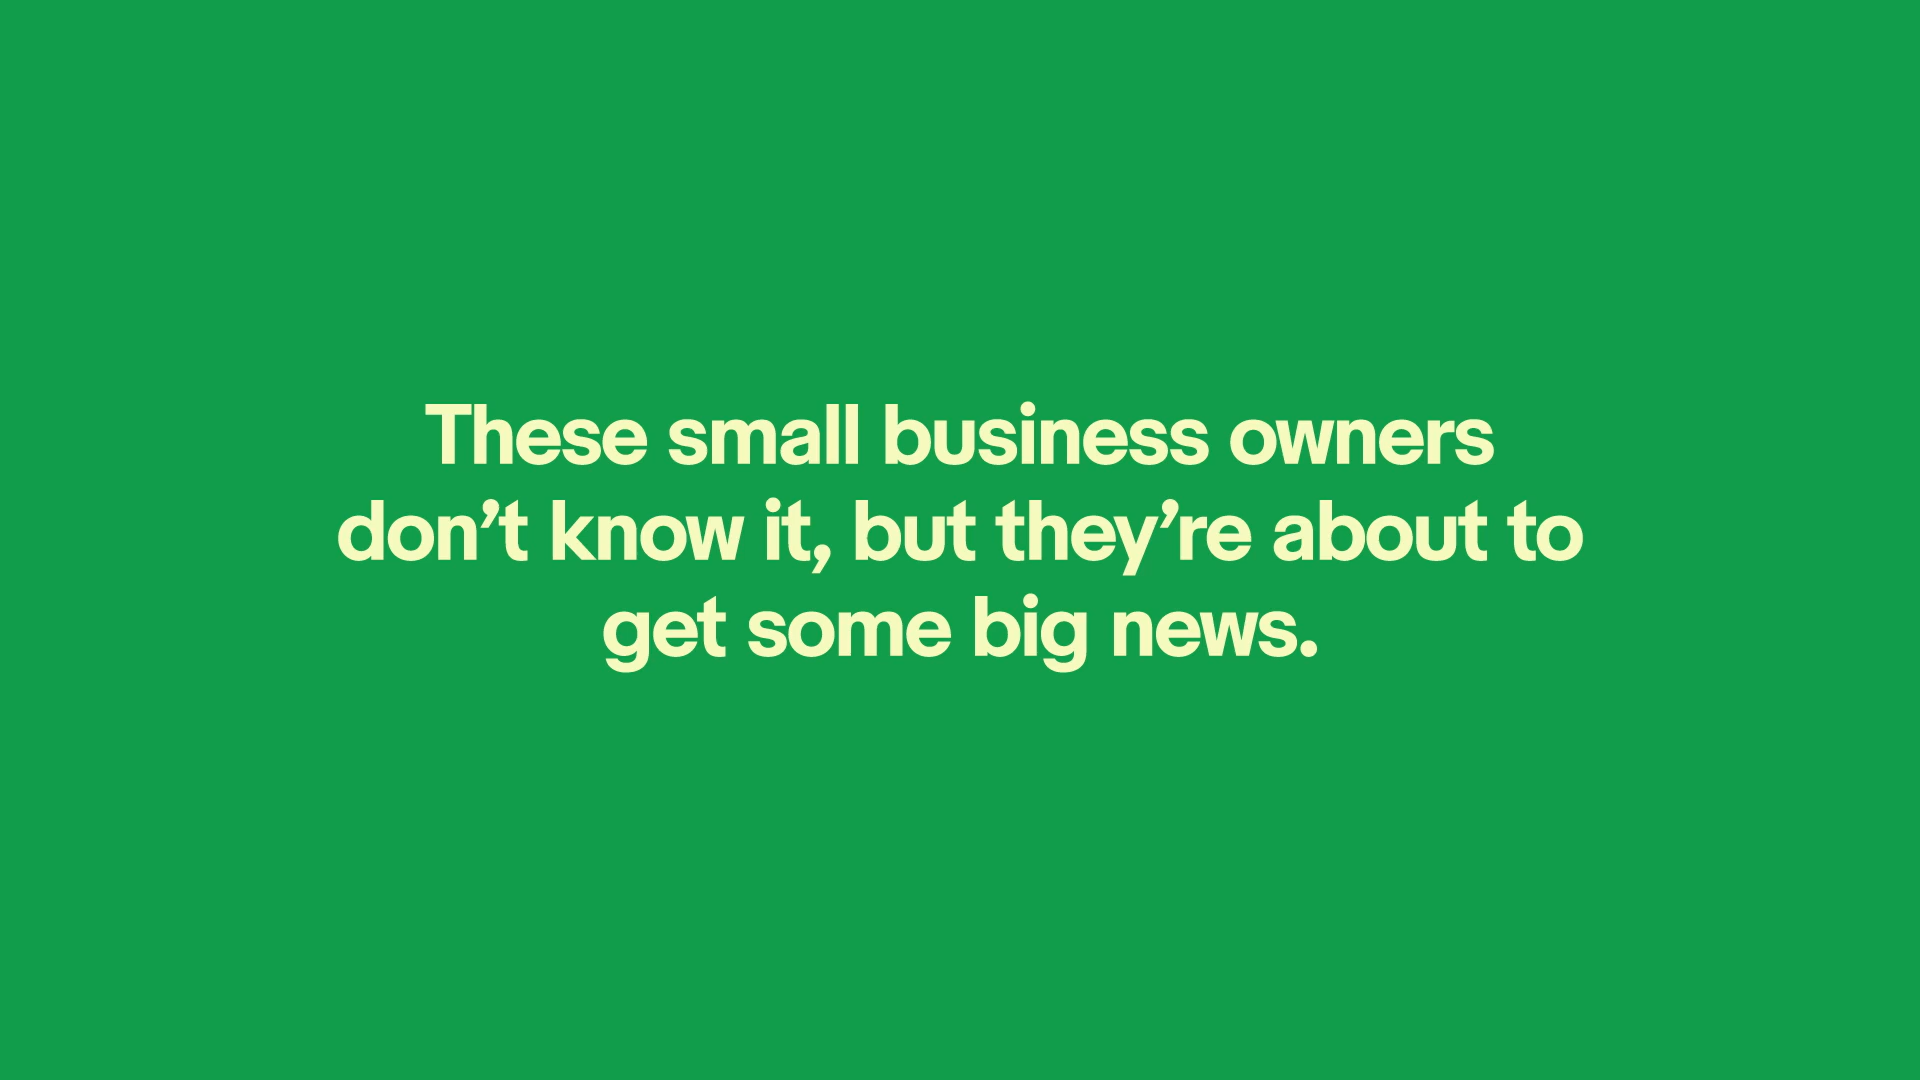 These small business owners
don’t know it, but they’re about to
get some big news.